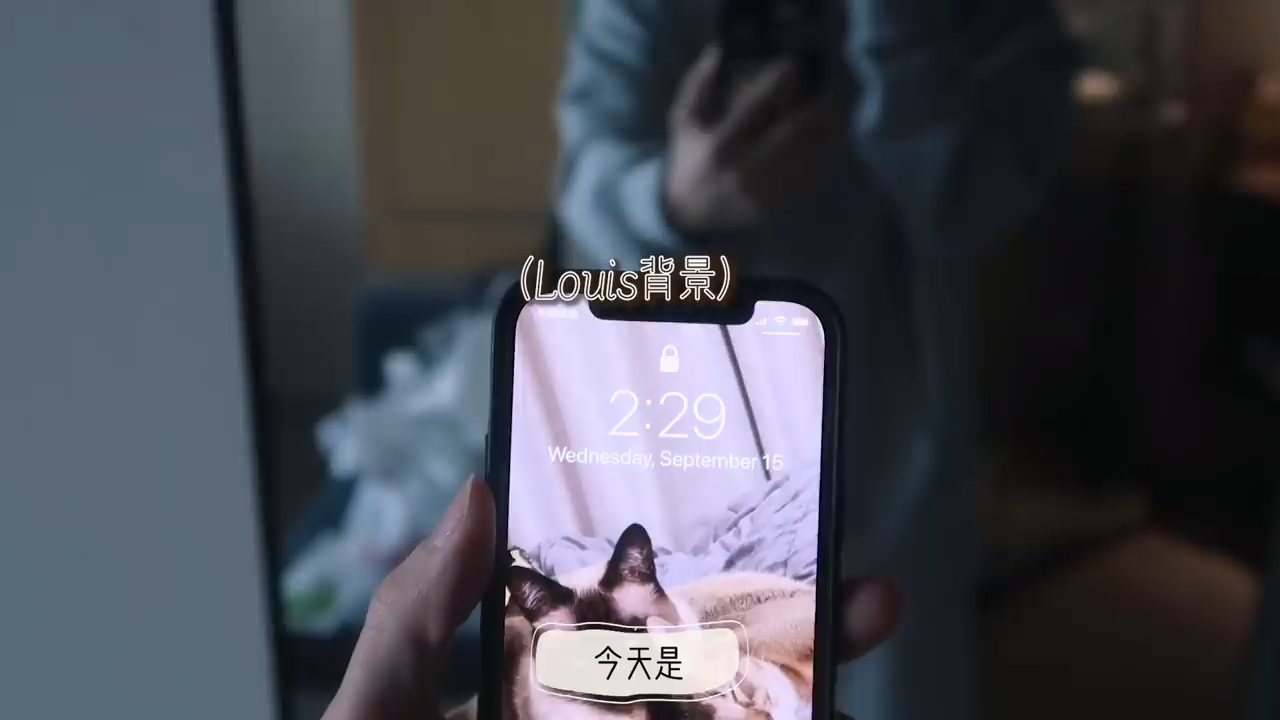 (Louis背景)
2:29
Wednesday, September 15
今天是